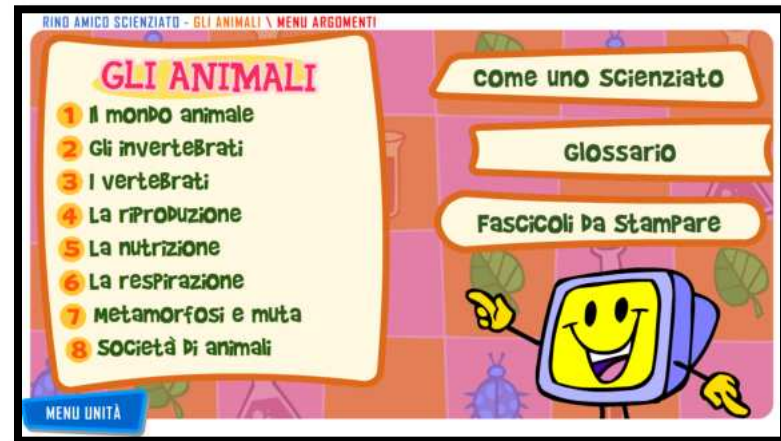 RINO AMICO SCIENZIATO - GLI ANIMALI \ MENU ARGOMENTI
GLI ANIMALI
1 Il mondo animale
2 Gli invertebrati
3 I vertebrati
4 La riproduzione
5 La nutrizione
6 La respirazione
7 Metamorfosi e muta
8 Società di animali
Come uno scienziato
Glossario
Fascicoli da stampare
MENU UNITÀ